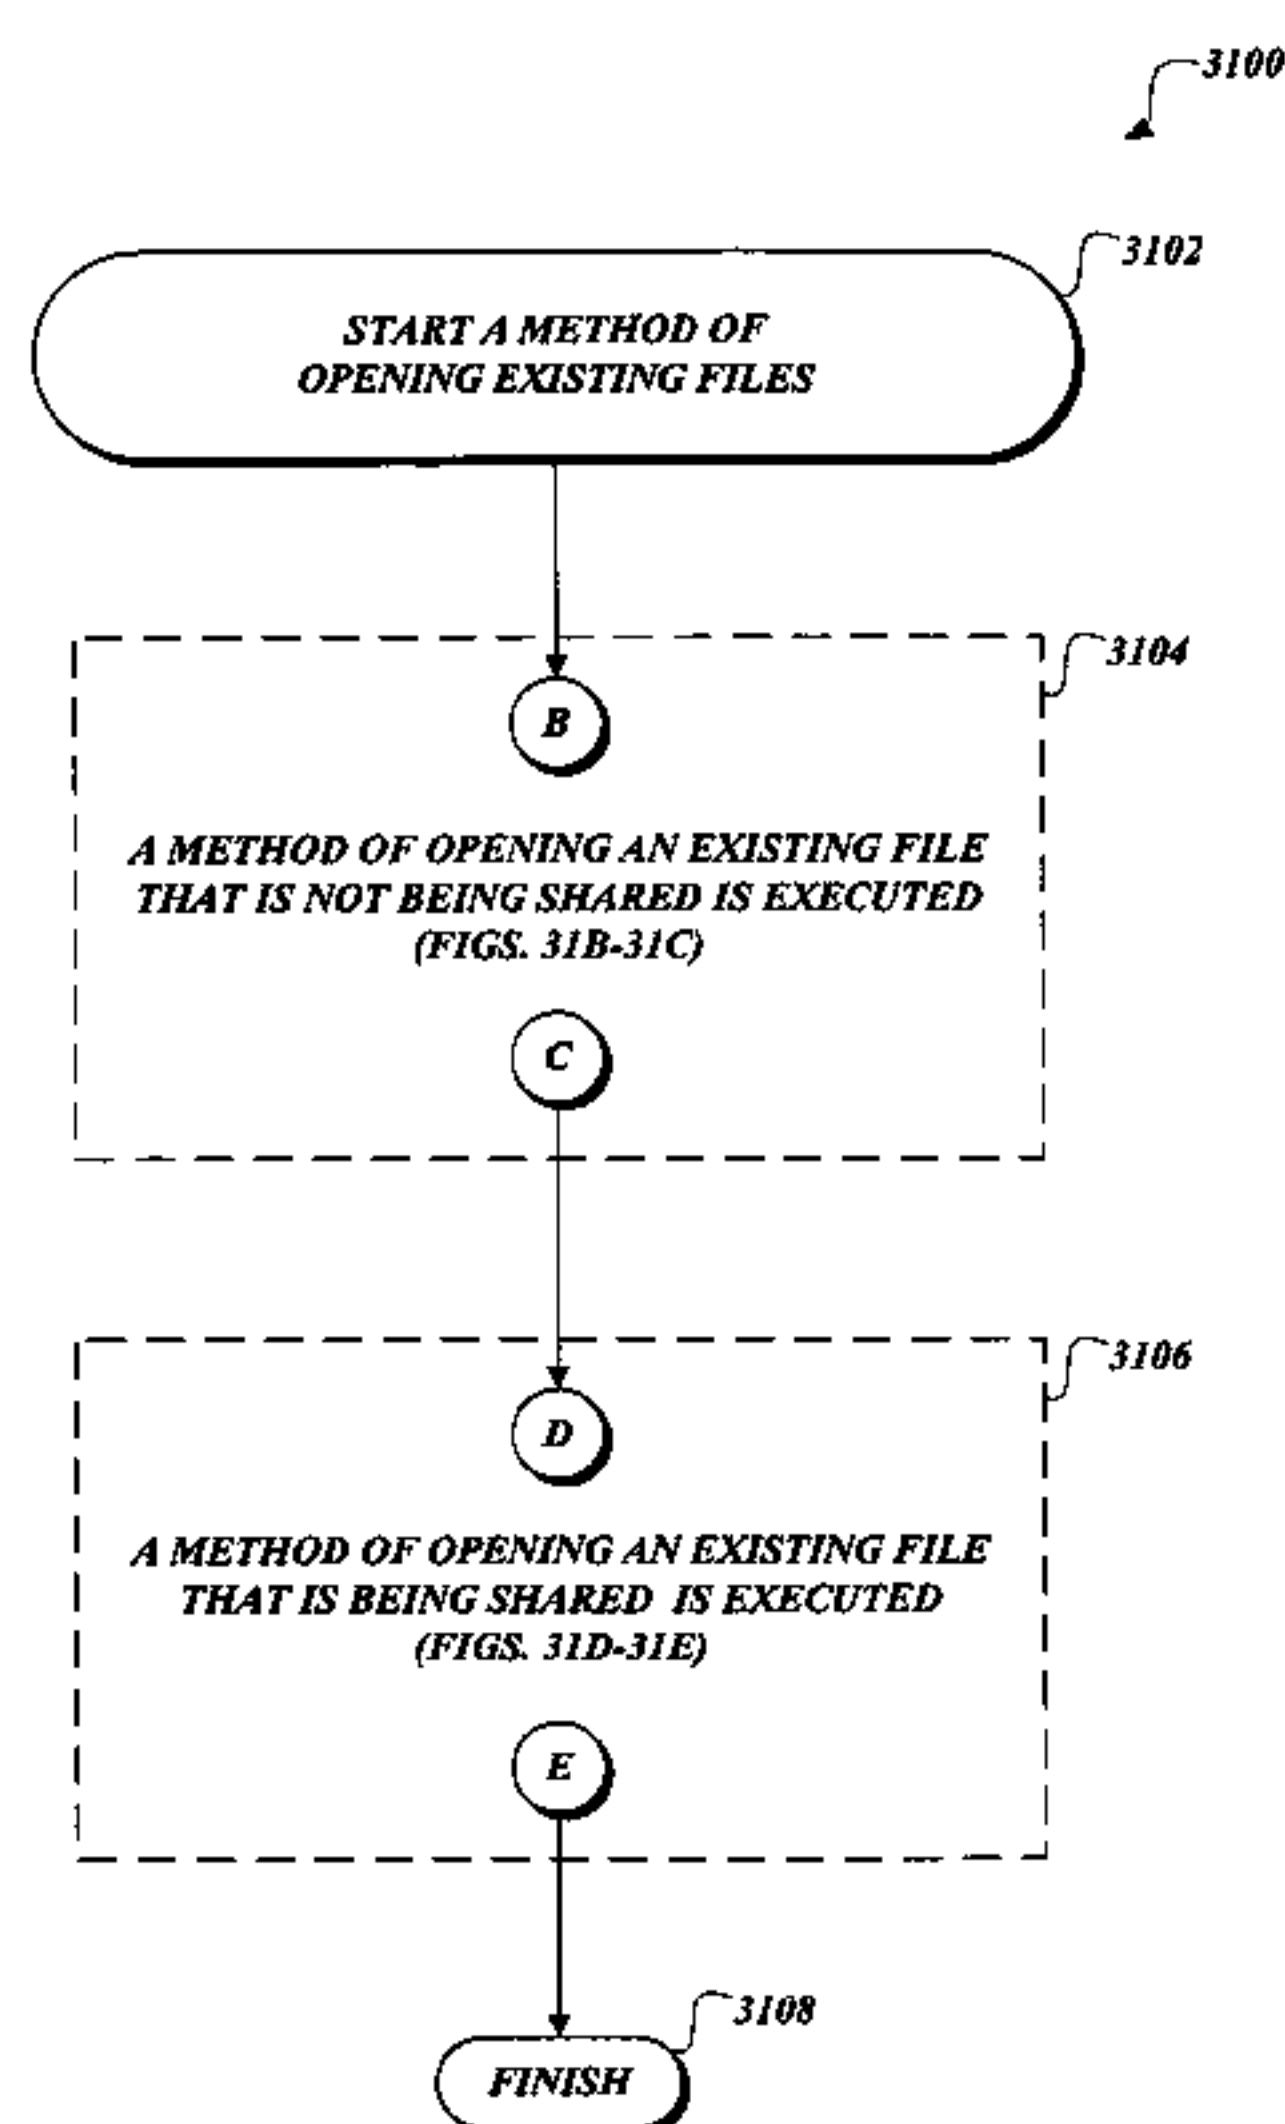 3100
3102
START A METHOD OF
OPENING EXISTING FILES
3104
B
A METHOD OF OPENING AN EXISTING FILE
THAT IS NOT BEING SHARED IS EXECUTED
(FIGS. 31B-31C)
C
3106
D
A METHOD OF OPENING AN EXISTING FILE
THAT IS BEING SHARED IS EXECUTED
(FIGS. 31D-31E)
E
3108
FINISH